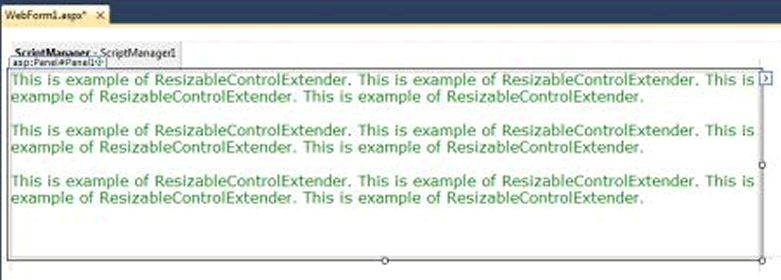 WebForm1.aspx* ×
ScriptManager - ScriptManager1
asp:Panel#Panel1
This is example of ResizableControlExtender. This is example of ResizableControlExtender. This is
example of ResizableControlExtender. This is example of ResizableControlExtender.
This is example of ResizableControlExtender. This is example of ResizableControlExtender. This is
example of ResizableControlExtender. This is example of ResizableControlExtender.
This is example of ResizableControlExtender. This is example of ResizableControlExtender. This is
example of ResizableControlExtender. This is example of ResizableControlExtender.